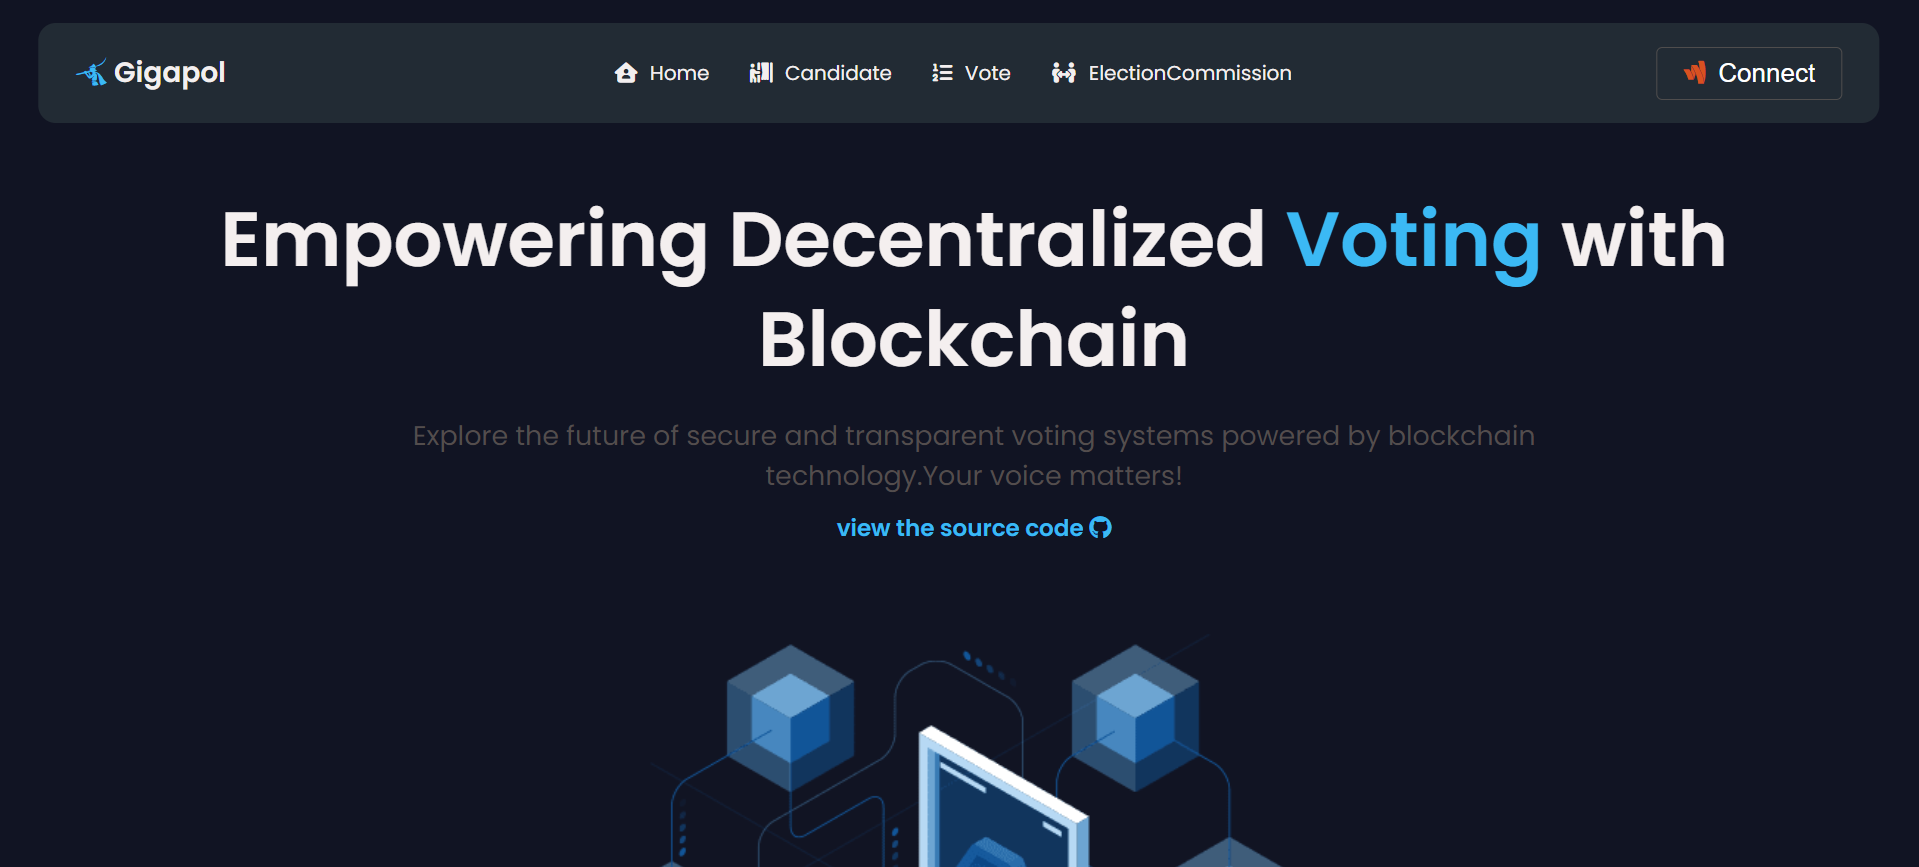 Gigapol
Home
Candidate
Vote
ElectionCommission
Connect
Empowering Decentralized Voting with
Blockchain
Explore the future of secure and transparent voting systems powered by blockchain
technology.Your voice matters!
view the source code